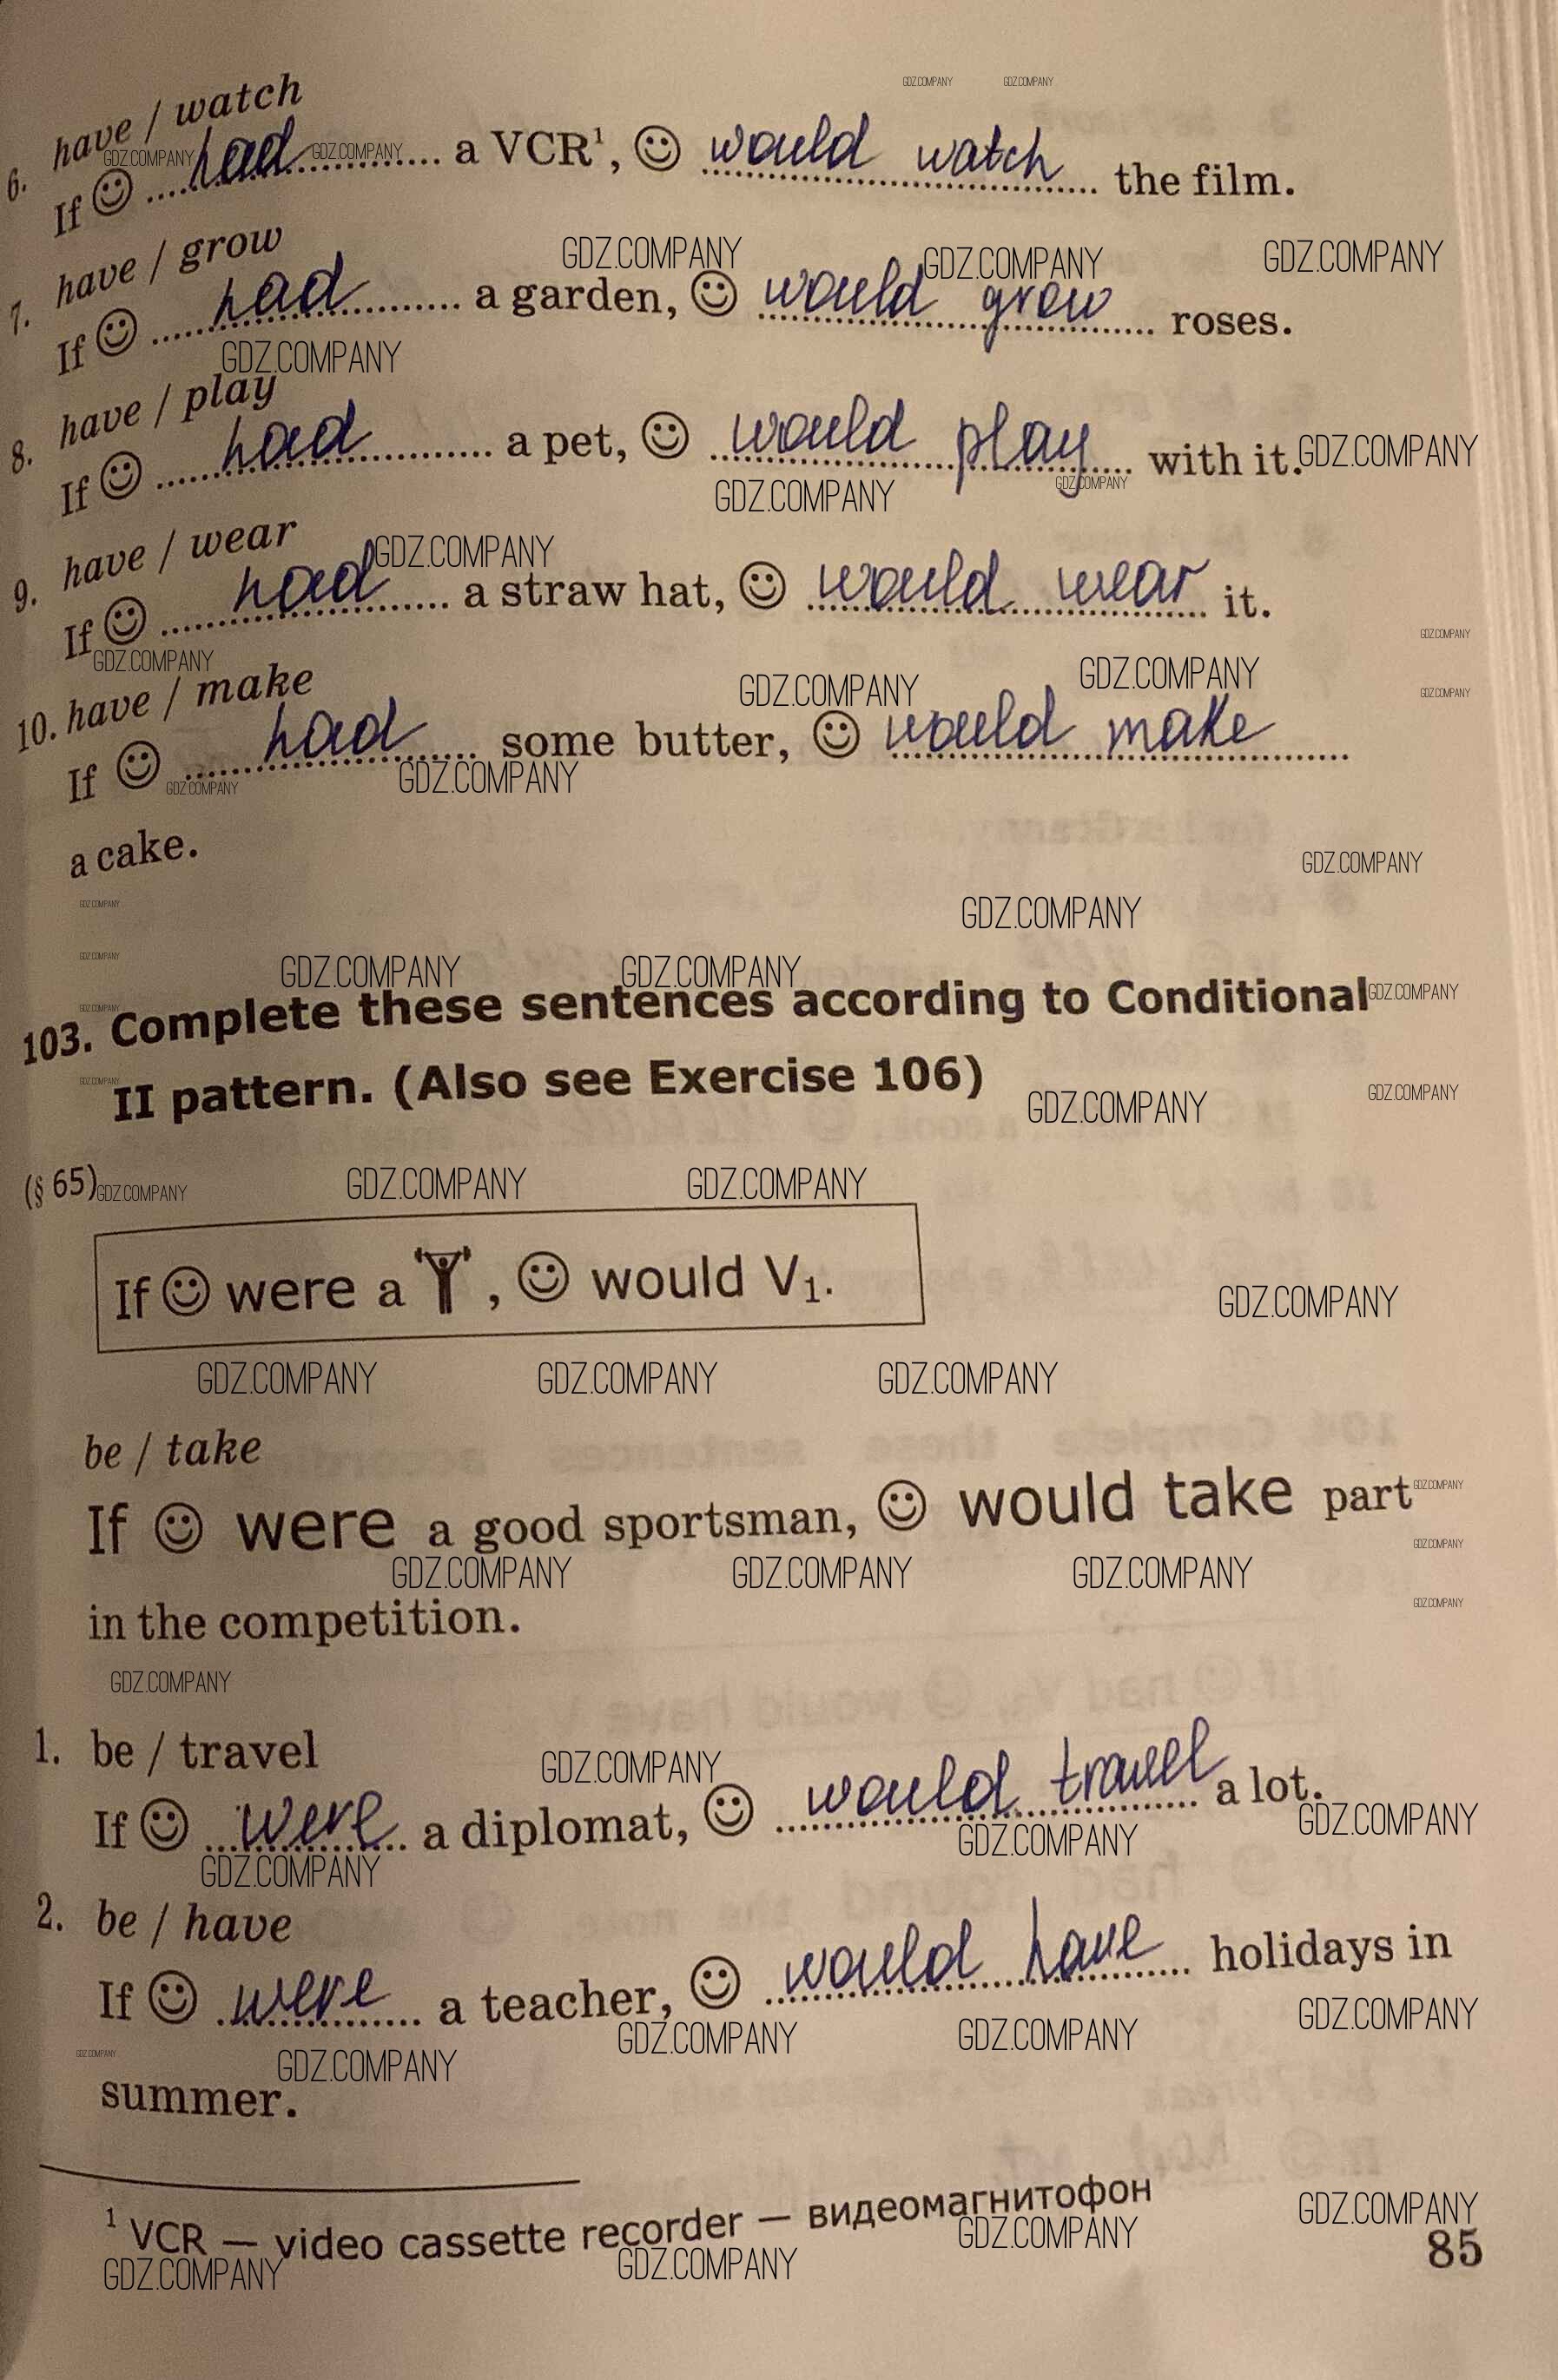 6. have / watch
If ☺ had a VCR¹, ☺ would watch the film.
7. have / grow
If ☺ had a garden, ☺ would grow roses.
8. have / play
If ☺ had a pet, ☺ would play with it.
9. have / wear
If ☺ had a straw hat, ☺ would wear it.
10. have / make
If ☺ had some butter, ☺ would make
a cake.
103. Complete these sentences according to Conditional
II pattern. (Also see Exercise 106)
(§ 65)
If ☺ were a , ☺ would V₁.
be / take
If ☺ were a good sportsman, ☺ would take part
in the competition.
1. be / travel
If ☺ were a diplomat, ☺ would travel a lot.
2. be / have
If ☺ were a teacher, ☺ would have holidays in
summer.
¹ VCR — video cassette recorder — видеомагнитофон
85
GDZ.COMPANY